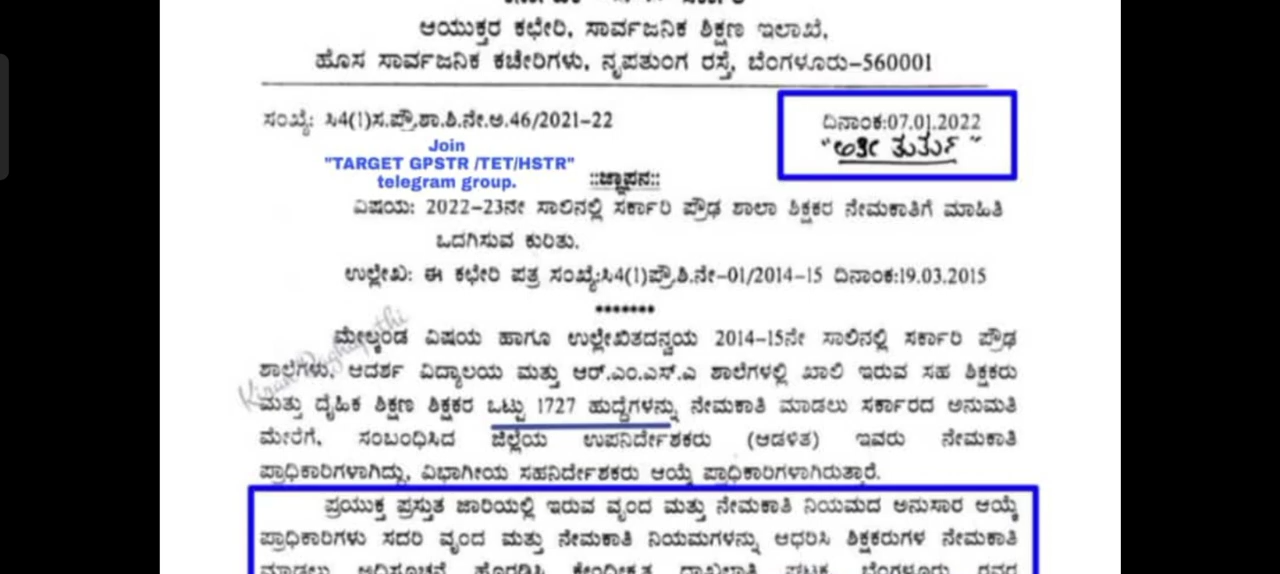 ಆಯುಕ್ತರ ಕಛೇರಿ, ಸಾರ್ವಜನಿಕ ಶಿಕ್ಷಣ ಇಲಾಖೆ,
ಹೊಸ ಸಾರ್ವಜನಿಕ ಕಚೇರಿಗಳು, ನೃಪತುಂಗ ರಸ್ತೆ, ಬೆಂಗಳೂರು-560001
ಸಂಖ್ಯೆ: ಸಿ4(1)ಸ.ಪ್ರೌ.ಶಾ.ಶಿ.ನೇ.ಅ.46/2021-22
ದಿನಾಂಕ:07.01.2022
"ಅತೀ ತುರ್ತು"
Join
"TARGET GPSTR /TET/HSTR"
telegram group.
::ಜ್ಞಾಪನ::
ವಿಷಯ: 2022-23ನೇ ಸಾಲಿನಲ್ಲಿ ಸರ್ಕಾರಿ ಪ್ರೌಢ ಶಾಲಾ ಶಿಕ್ಷಕರ ನೇಮಕಾತಿಗೆ ಮಾಹಿತಿ
ಒದಗಿಸುವ ಕುರಿತು.
ಉಲ್ಲೇಖ: ಈ ಕಛೇರಿ ಪತ್ರ ಸಂಖ್ಯೆ:ಸಿ4(1)ಪ್ರೌ.ಶಿ.ನೇ-01/2014-15 ದಿನಾಂಕ:19.03.2015
*******
ಮೇಲ್ಕಂಡ ವಿಷಯ ಹಾಗೂ ಉಲ್ಲೇಖಿತದನ್ವಯ 2014-15ನೇ ಸಾಲಿನಲ್ಲಿ ಸರ್ಕಾರಿ ಪ್ರೌಢ
ಶಾಲೆಗಳು, ಆದರ್ಶ ವಿದ್ಯಾಲಯ ಮತ್ತು ಆರ್.ಎಂ.ಎಸ್.ಎ ಶಾಲೆಗಳಲ್ಲಿ ಖಾಲಿ ಇರುವ ಸಹ ಶಿಕ್ಷಕರು
ಮತ್ತು ದೈಹಿಕ ಶಿಕ್ಷಣ ಶಿಕ್ಷಕರ ಒಟ್ಟು 1727 ಹುದ್ದೆಗಳನ್ನು ನೇಮಕಾತಿ ಮಾಡಲು ಸರ್ಕಾರದ ಅನುಮತಿ
ಮೇರೆಗೆ, ಸಂಬಂಧಿಸಿದ ಜಿಲ್ಲೆಯ ಉಪನಿರ್ದೇಶಕರು (ಆಡಳಿತ) ಇವರು ನೇಮಕಾತಿ
ಪ್ರಾಧಿಕಾರಿಗಳಾಗಿದ್ದು, ವಿಭಾಗೀಯ ಸಹನಿರ್ದೇಶಕರು ಆಯ್ಕೆ ಪ್ರಾಧಿಕಾರಿಗಳಾಗಿರುತ್ತಾರೆ.
ಪ್ರಯುಕ್ತ ಪ್ರಸ್ತುತ ಜಾರಿಯಲ್ಲಿ ಇರುವ ವೃಂದ ಮತ್ತು ನೇಮಕಾತಿ ನಿಯಮದ ಅನುಸಾರ ಆಯ್ಕೆ
ಪ್ರಾಧಿಕಾರಿಗಳು ಸದರಿ ವೃಂದ ಮತ್ತು ನೇಮಕಾತಿ ನಿಯಮಗಳನ್ನು ಆಧರಿಸಿ ಶಿಕ್ಷಕರುಗಳ ನೇಮಕಾತಿ